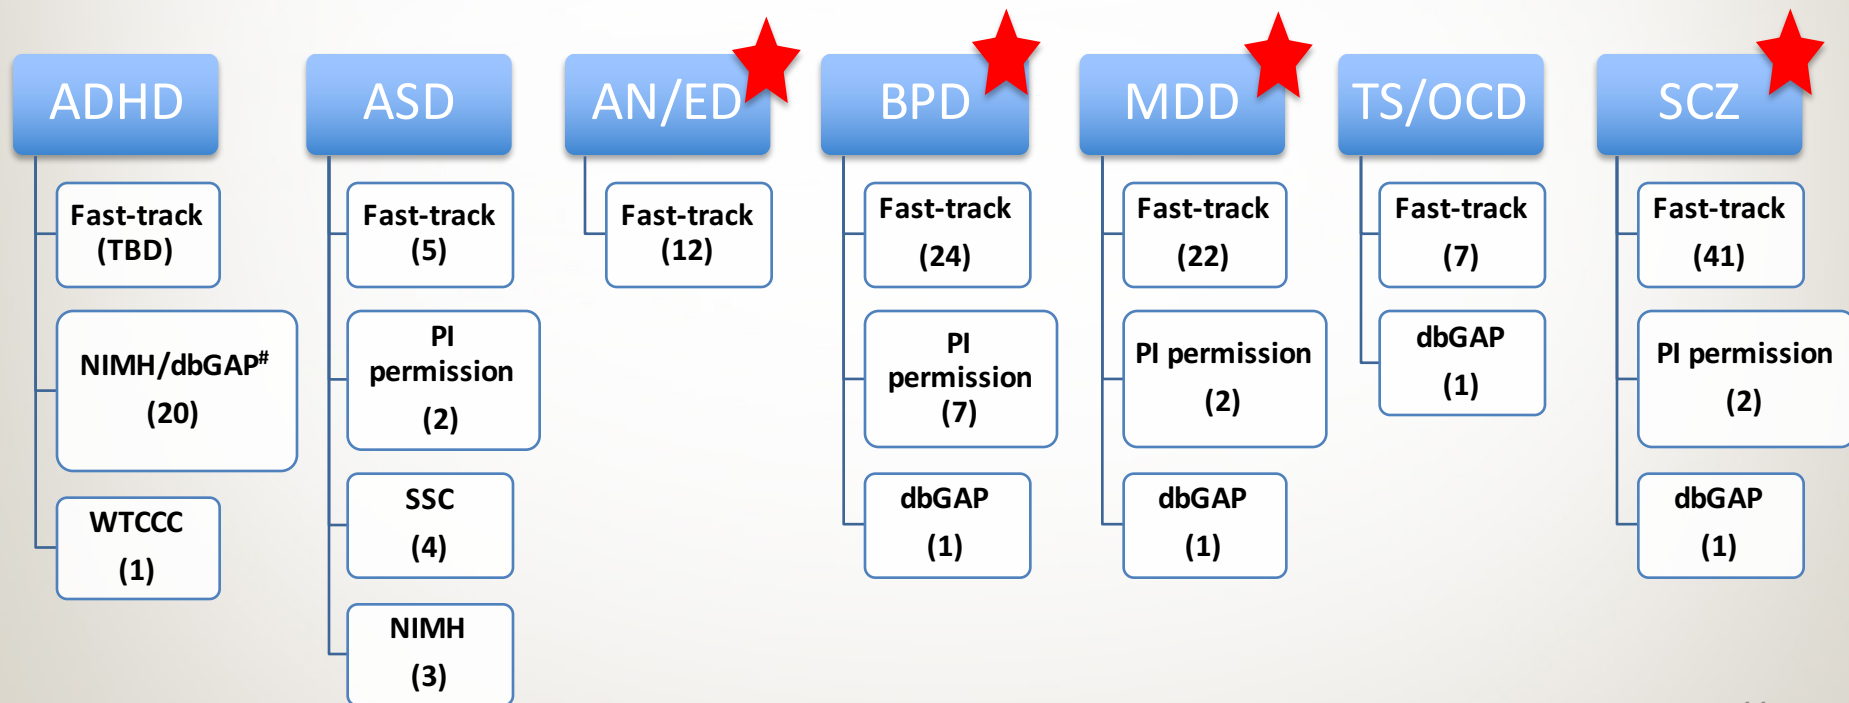 ADHD
Fast-track
(TBD)
NIMH/dbGAP#
(20)
WTCCC
(1)
ASD
Fast-track
(5)
PI
permission
(2)
SSC
(4)
NIMH
(3)
AN/ED
Fast-track
(12)
BPD
Fast-track
(24)
PI
permission
(7)
dbGAP
(1)
MDD
Fast-track
(22)
PI permission
(2)
dbGAP
(1)
TS/OCD
Fast-track
(7)
dbGAP
(1)
SCZ
Fast-track
(41)
PI permission
(2)
dbGAP
(1)